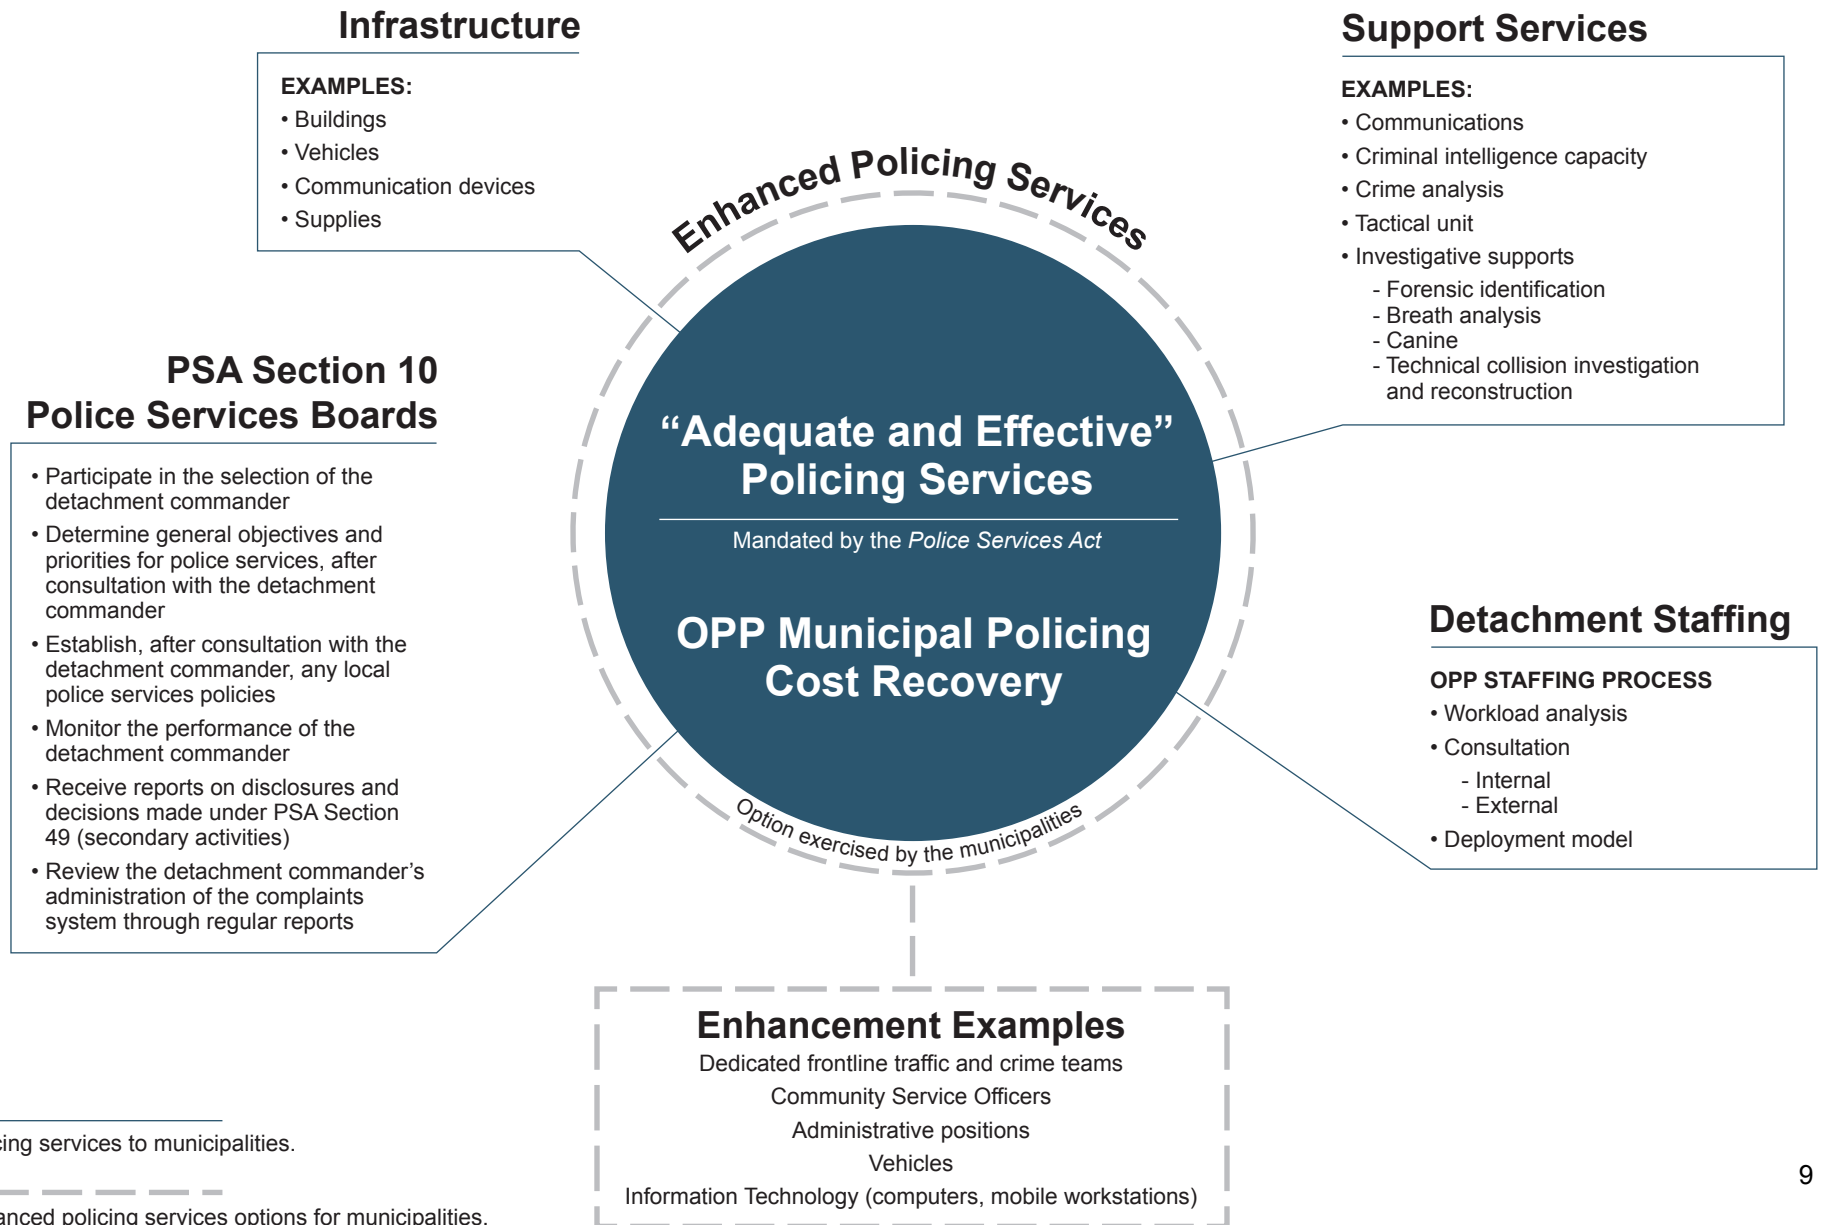 Infrastructure
EXAMPLES:
• Buildings
• Vehicles
• Communication devices
• Supplies
Support Services
EXAMPLES:
• Communications
• Criminal intelligence capacity
• Crime analysis
• Tactical unit
• Investigative supports
- Forensic identification
- Breath analysis
- Canine
- Technical collision investigation
and reconstruction
PSA Section 10
Police Services Boards
• Participate in the selection of the
detachment commander
• Determine general objectives and
priorities for police services, after
consultation with the detachment
commander
• Establish, after consultation with the
detachment commander, any local
police services policies
• Monitor the performance of the
detachment commander
• Receive reports on disclosures and
decisions made under PSA Section
49 (secondary activities)
• Review the detachment commander’s
administration of the complaints
system through regular reports
Enhanced Policing Services
“Adequate and Effective”
Policing Services
Mandated by the Police Services Act
OPP Municipal Policing
Cost Recovery
Option exercised by the municipalities
Detachment Staffing
OPP STAFFING PROCESS
• Workload analysis
• Consultation
- Internal
- External
• Deployment model
Enhancement Examples
Dedicated frontline traffic and crime teams
Community Service Officers
Administrative positions
Vehicles
Information Technology (computers, mobile workstations)
services to municipalities.
policing services options for municipalities.
9